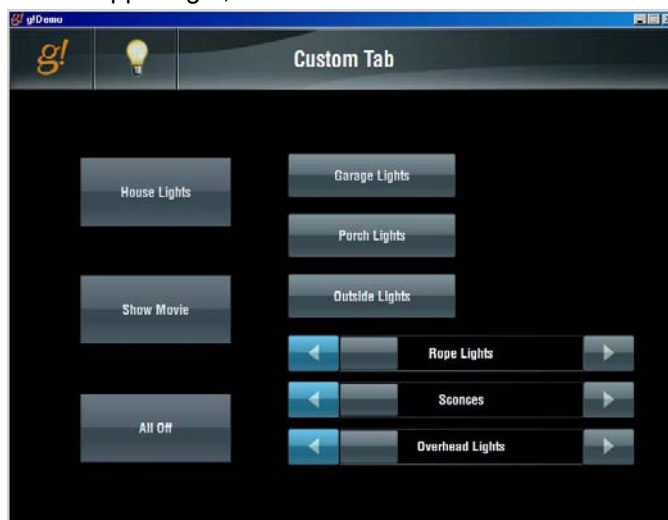 g! Demo
g!
Custom Tab
House Lights
Show Movie
All Off
Garage Lights
Porch Lights
Outside Lights
Rope Lights
Sconces
Overhead Lights